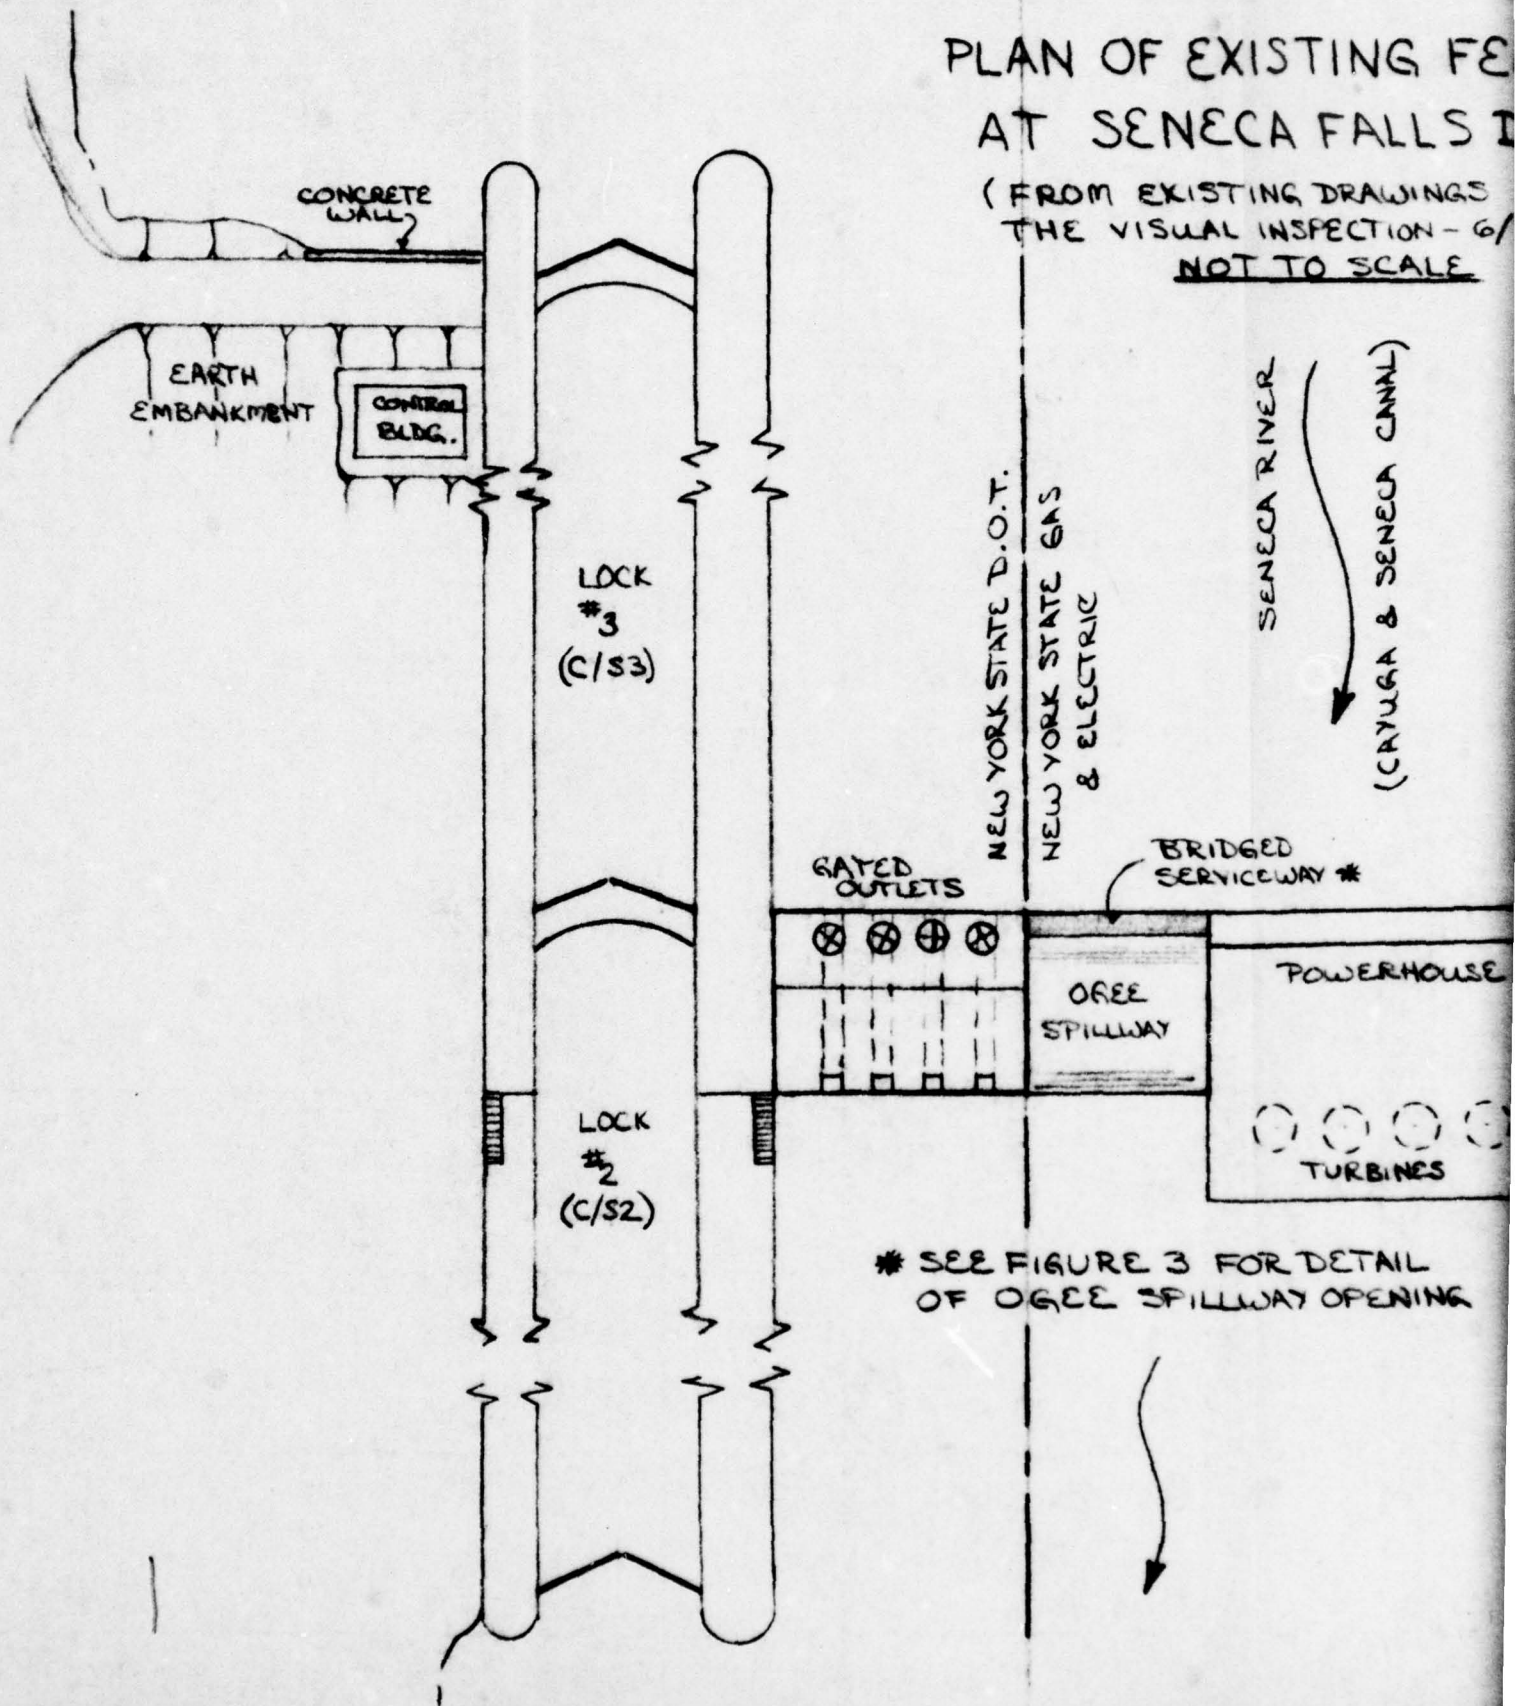 PLAN OF EXISTING FE
AT SENECA FALLS D
(FROM EXISTING DRAWINGS
THE VISUAL INSPECTION - 6/
NOT TO SCALE
CONCRETE
WALL
EARTH
EMBANKMENT
CONTROL
BLDG.
LOCK
#3
(C/S3)
NEW YORK STATE D.O.T.
NEW YORK STATE GAS
& ELECTRIC
SENECA RIVER
(CAYUGA & SENECA CANAL)
GATED
OUTLETS
BRIDGED
SERVICEWAY *
OGEE
SPILLWAY
POWERHOUSE
TURBINES
LOCK
#2
(C/S2)
* SEE FIGURE 3 FOR DETAIL
OF OGEE SPILLWAY OPENING